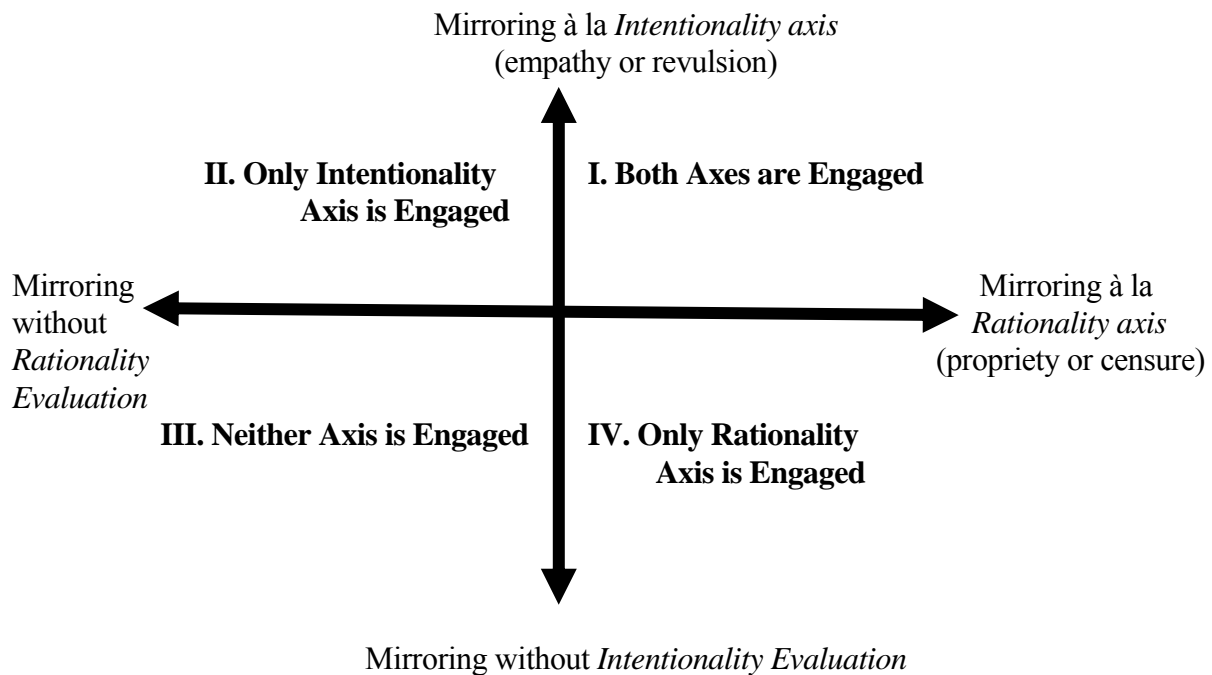 Mirroring à la Intentionality axis
(empathy or revulsion)
II. Only Intentionality
Axis is Engaged
I. Both Axes are Engaged
Mirroring
without
Rationality
Evaluation
Mirroring à la
Rationality axis
(propriety or censure)
III. Neither Axis is Engaged
IV. Only Rationality
Axis is Engaged
Mirroring without Intentionality Evaluation